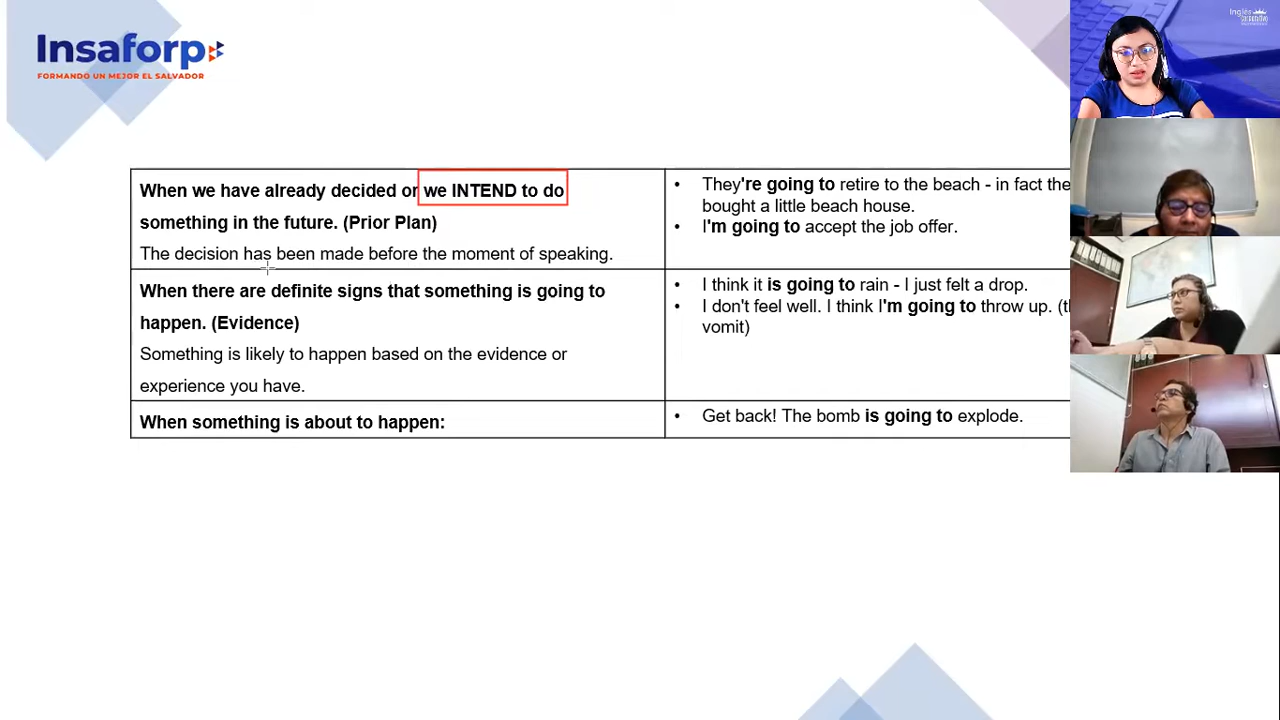 Insaforp
FORMANDO UN MEJOR EL SALVADOR
Inglés
When we have already decided or we INTEND to do
something in the future. (Prior Plan)
The decision has been made before the moment of speaking.
• They're going to retire to the beach - in fact the
bought a little beach house.
• I'm going to accept the job offer.
When there are definite signs that something is going to
happen. (Evidence)
Something is likely to happen based on the evidence or
experience you have.
• I think it is going to rain - I just felt a drop.
• I don't feel well. I think I'm going to throw up. (
vomit)
When something is about to happen:
• Get back! The bomb is going to explode.